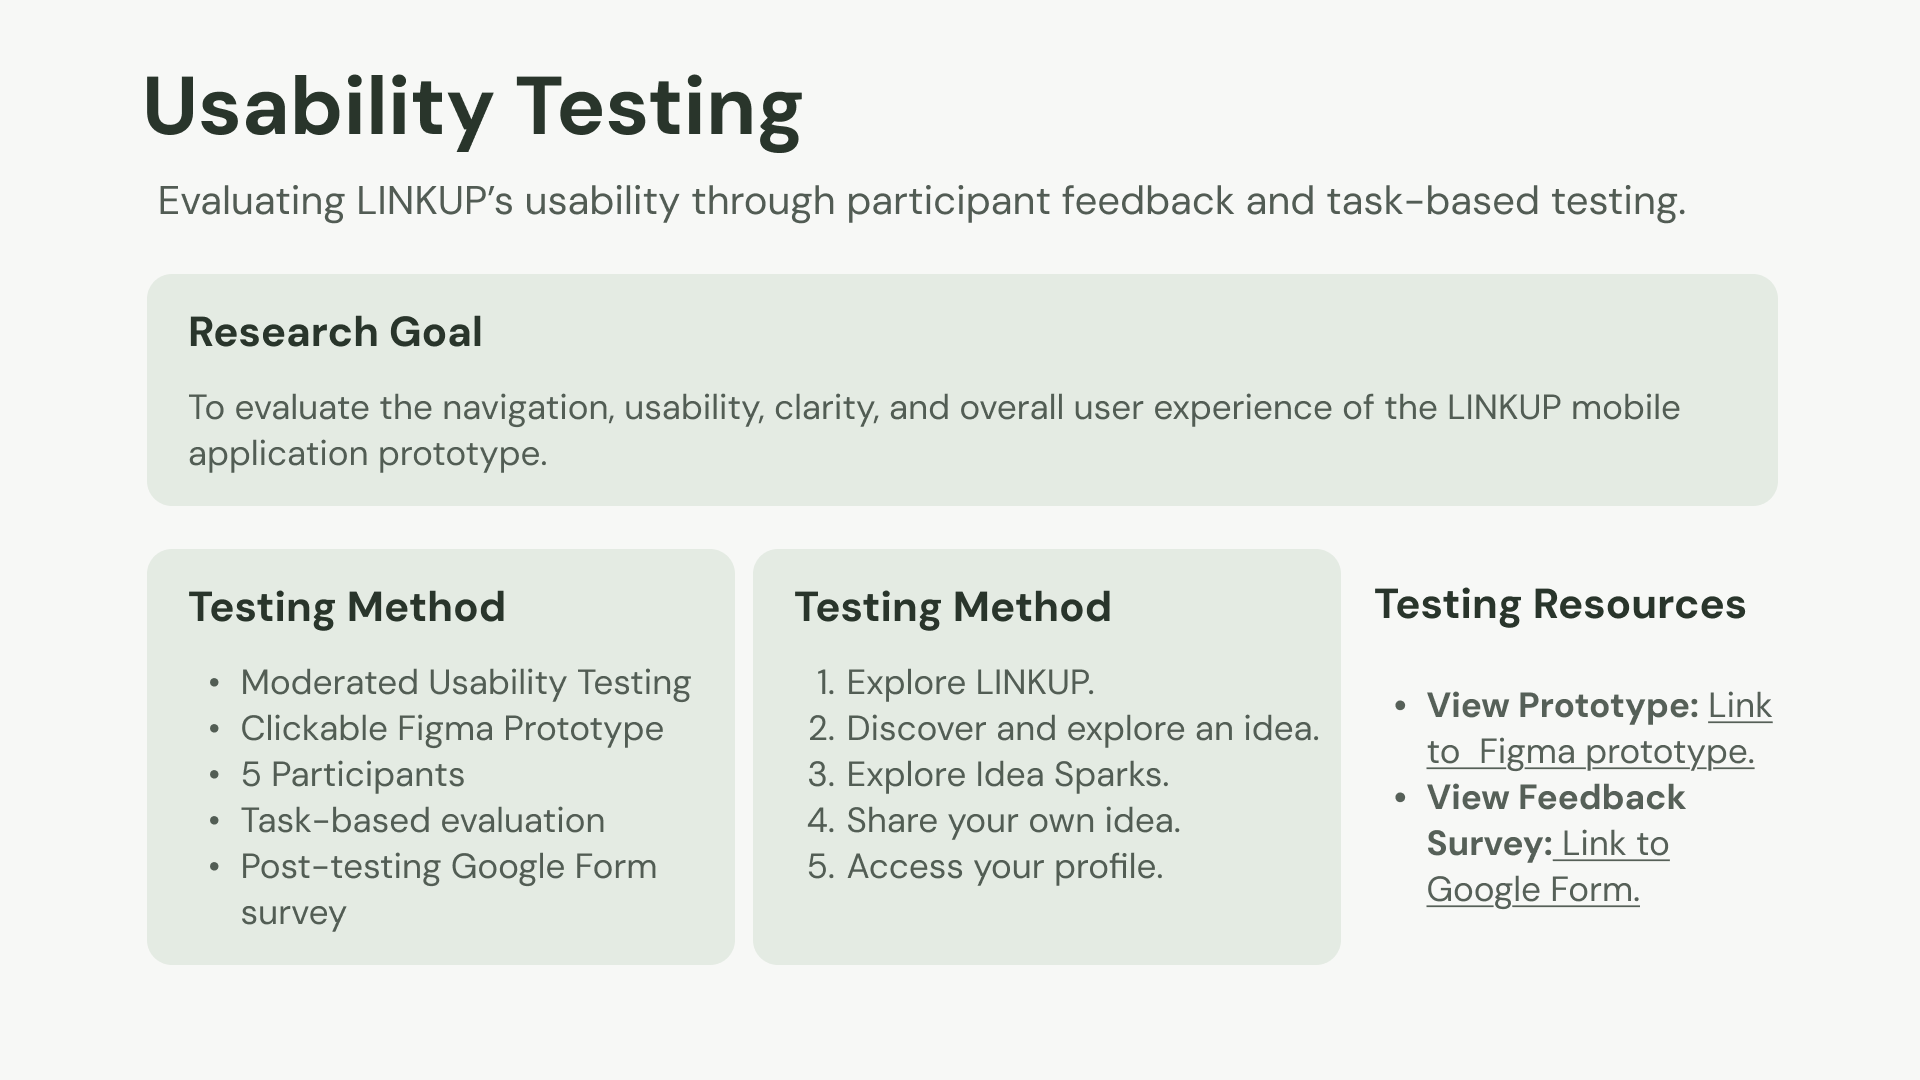 Usability Testing
Evaluating LINKUP’s usability through participant feedback and task-based testing.
Research Goal
To evaluate the navigation, usability, clarity, and overall user experience of the LINKUP mobile
application prototype.
Testing Method
• Moderated Usability Testing
• Clickable Figma Prototype
• 5 Participants
• Task-based evaluation
• Post-testing Google Form
survey
Testing Method
1. Explore LINKUP.
2. Discover and explore an idea.
3. Explore Idea Sparks.
4. Share your own idea.
5. Access your profile.
Testing Resources
• View Prototype: Link
to  Figma prototype.
• View Feedback
Survey: Link to
Google Form.